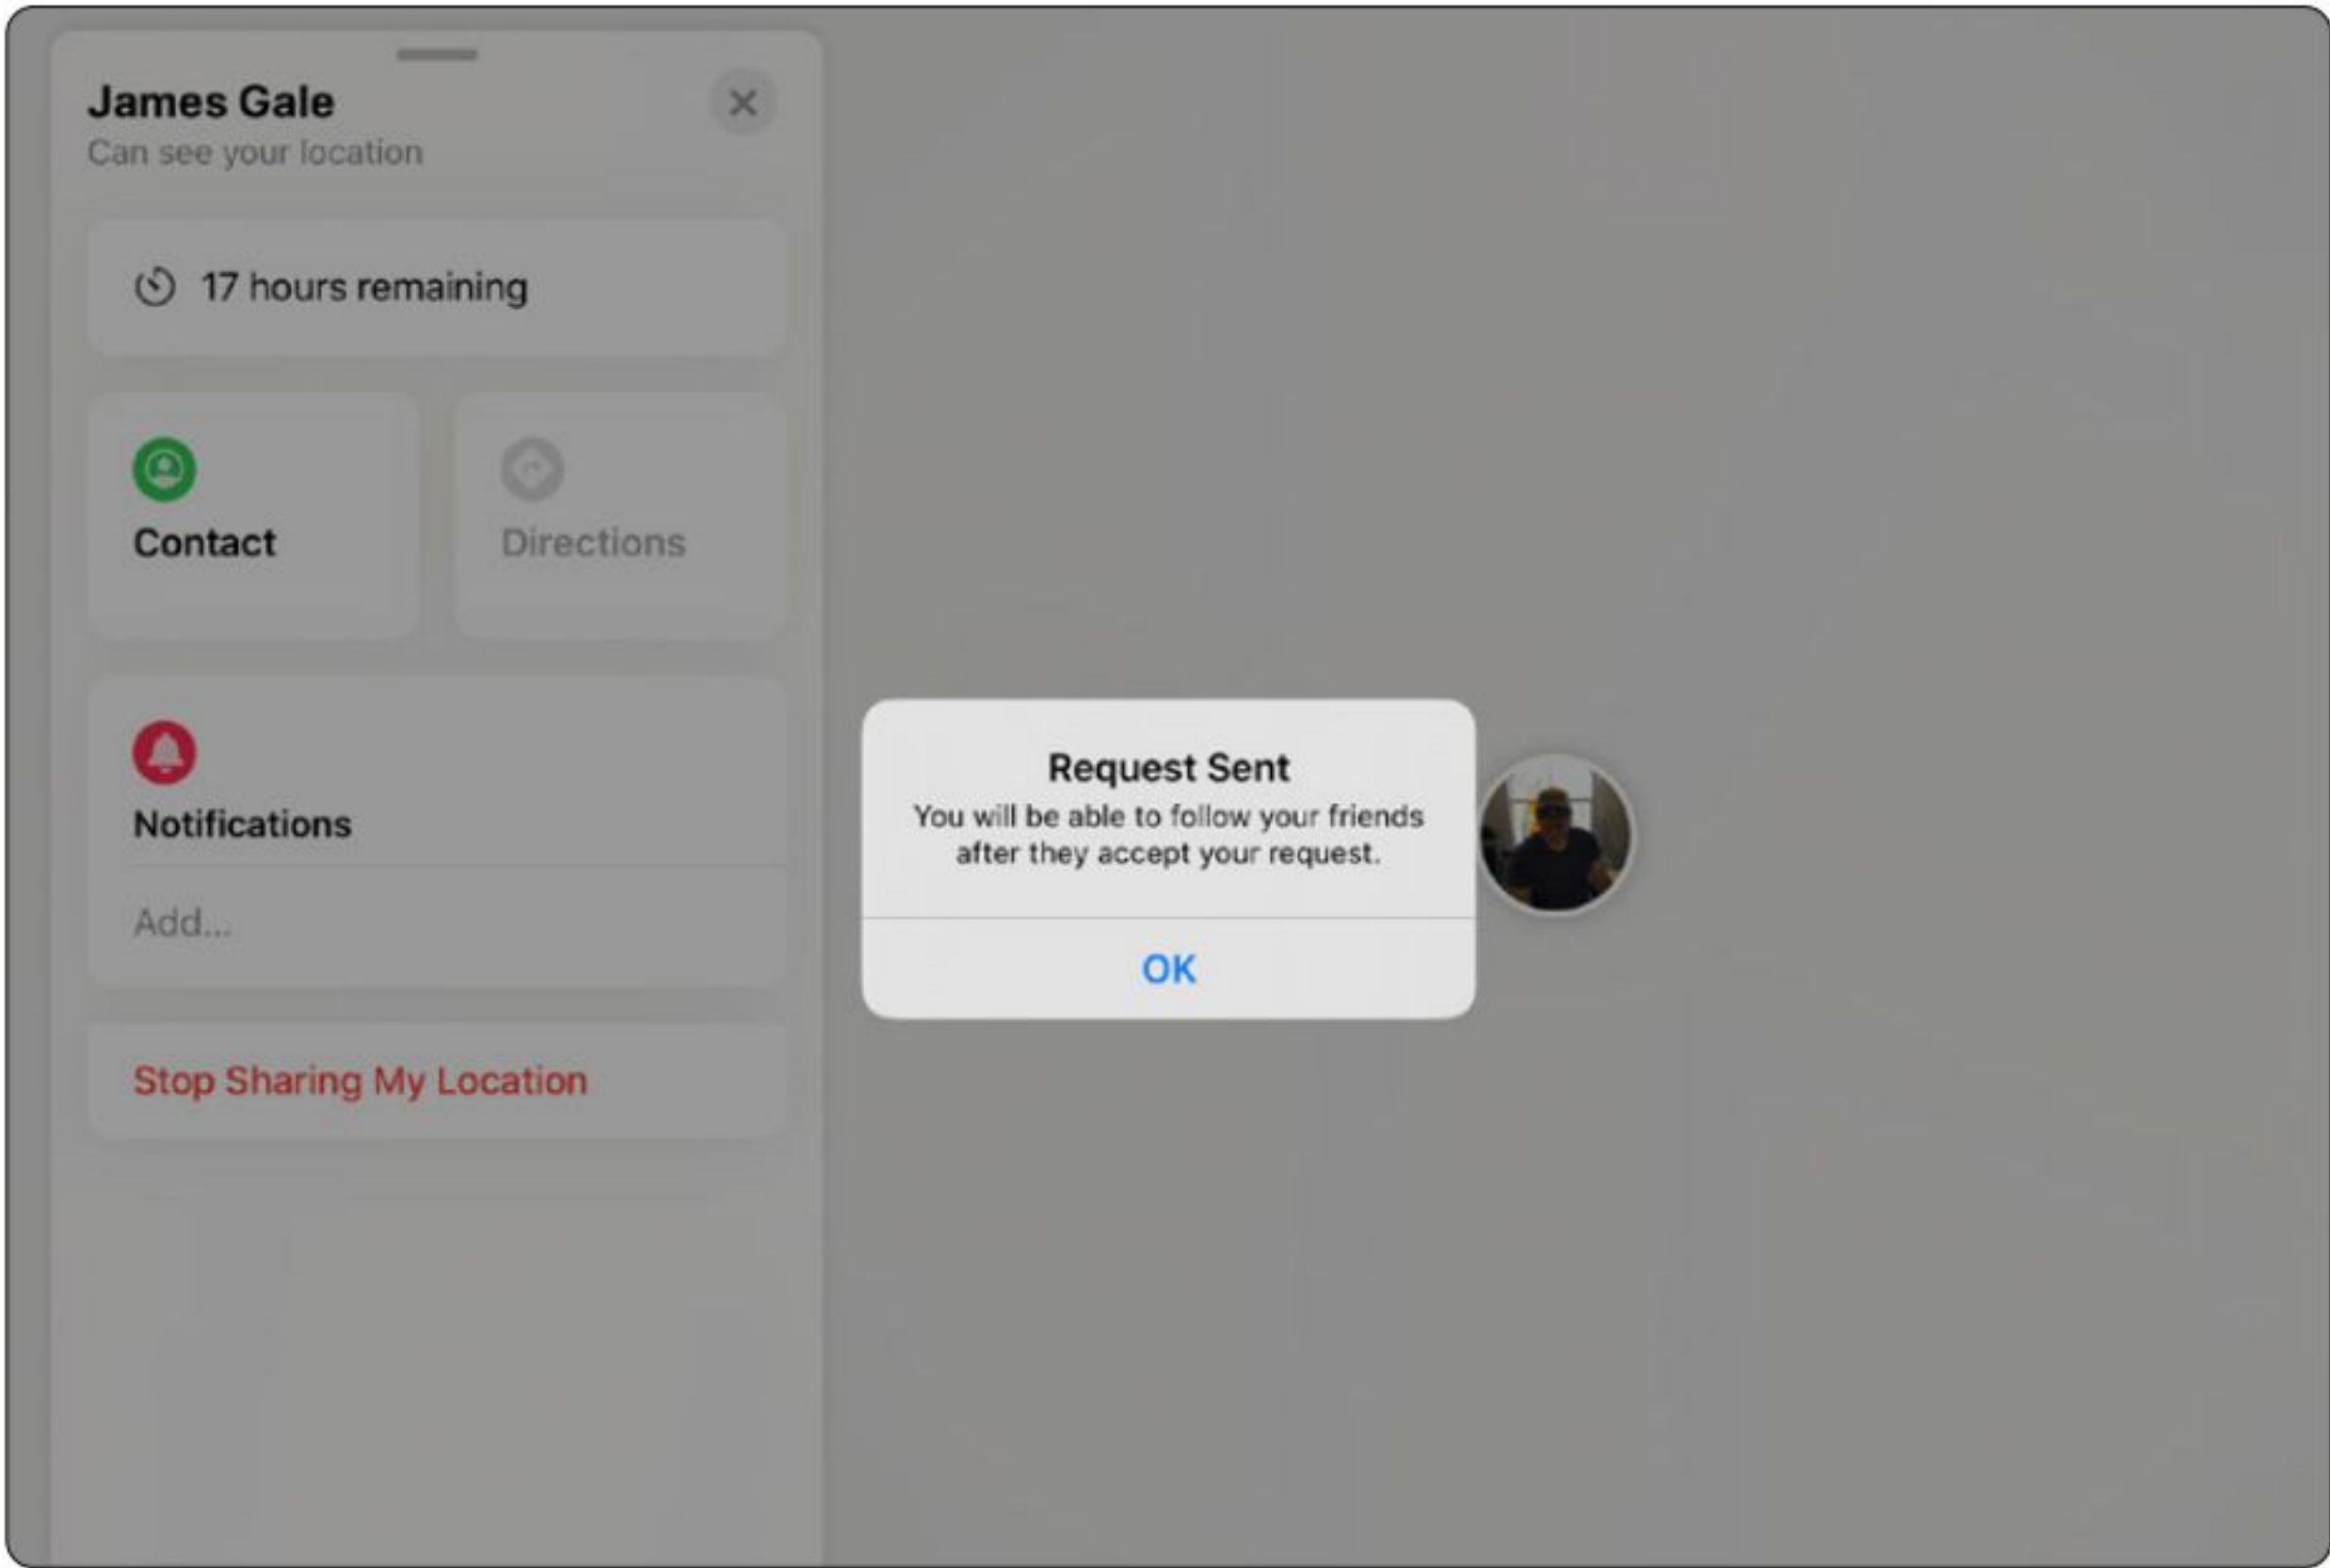 James Gale
Can see your location
17 hours remaining
Contact
Directions
Notifications
Add...
Stop Sharing My Location
Request Sent
You will be able to follow your friends
after they accept your request.
OK